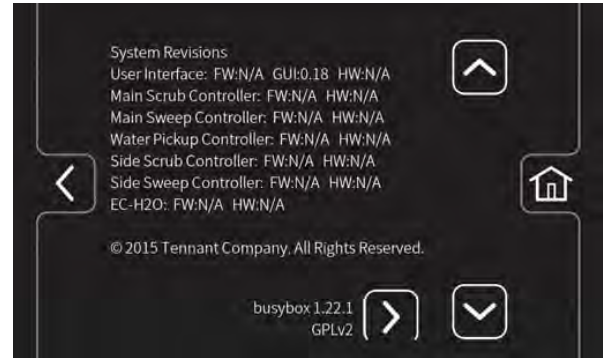 System Revisions
User Interface: FW:N/A GUI:0.18 HW:N/A
Main Scrub Controller: FW:N/A HW:N/A
Main Sweep Controller: FW:N/A HW:N/A
Water Pickup Controller: FW:N/A HW:N/A
Side Scrub Controller: FW:N/A HW:N/A
Side Sweep Controller: FW:N/A HW:N/A
EC-H2O: FW:N/A HW:N/A
© 2015 Tennant Company. All Rights Reserved.
busybox 1.22.1
GPLv2